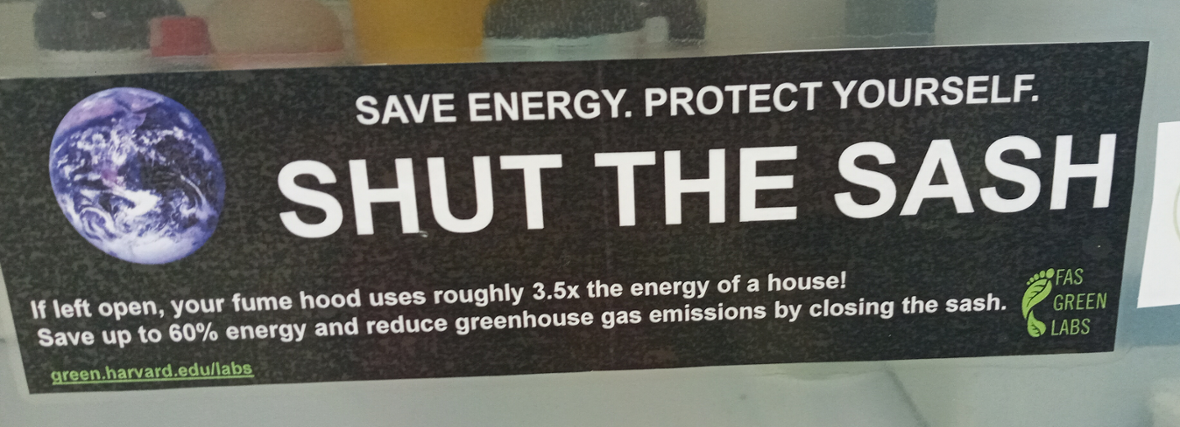 SAVE ENERGY. PROTECT YOURSELF.
SHUT THE SASH
If left open, your fume hood uses roughly 3.5x the energy of a house!
Save up to 60% energy and reduce greenhouse gas emissions by closing the sash.
green.harvard.edu/labs
FAS
GREEN
LABS